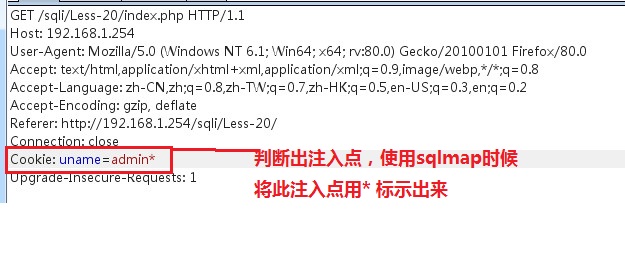 GET /sqli/Less-20/index.php HTTP/1.1
Host: 192.168.1.254
User-Agent: Mozilla/5.0 (Windows NT 6.1; Win64; x64; rv:80.0) Gecko/20100101 Firefox/80.0
Accept: text/html,application/xhtml+xml,application/xml;q=0.9,image/webp,*/*;q=0.8
Accept-Language: zh-CN,zh;q=0.8,zh-TW;q=0.7,zh-HK;q=0.5,en-US;q=0.3,en;q=0.2
Accept-Encoding: gzip, deflate
Referer: http://192.168.1.254/sqli/Less-20/
Connection: close
Cookie: uname=admin*
判断出注入点，使用sqlmap时候
Upgrade-Insecure-Requests: 1
将此注入点用* 标示出来